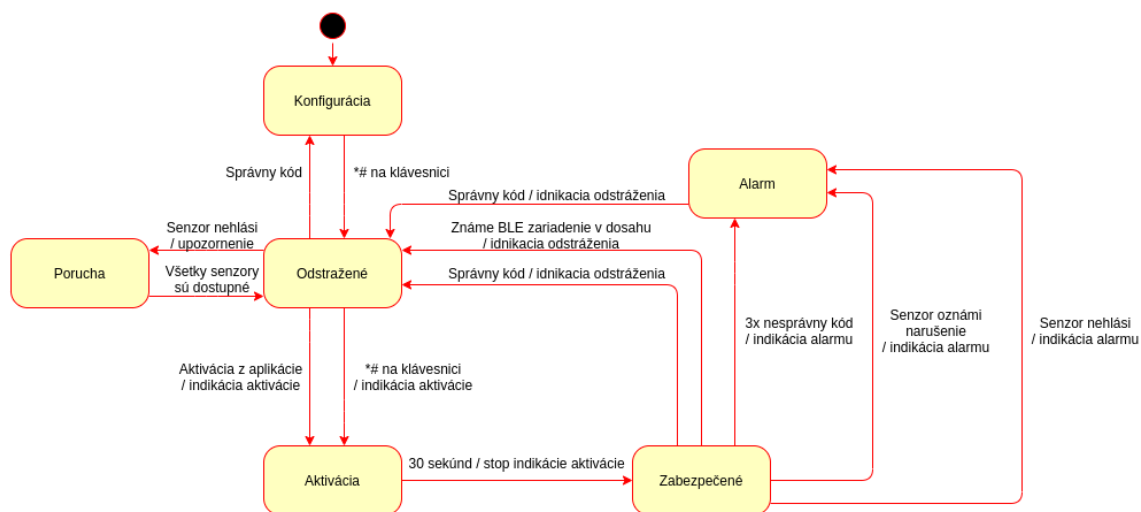 Konfigurácia
Správny kód
*# na klávesnici
Alarm
Správny kód / idnikacia odstráženia
Senzor nehlási
/ upozornenie
Známe BLE zariadenie v dosahu
/ idnikacia odstráženia
Porucha
Všetky senzory
sú dostupné
Odstražené
Správny kód / idnikacia odstráženia
3x nesprávny kód
/ indikácia alarmu
Senzor oznámi
narušenie
/ indikácia alarmu
Senzor nehlási
/ indikácia alarmu
Aktivácia z aplikácie
/ indikácia aktivácie
*# na klávesnici
/ indikácia aktivácie
Aktivácia
30 sekúnd / stop indikácie aktivácie
Zabezpečené